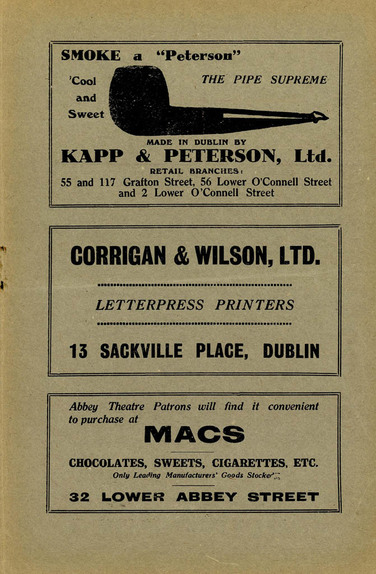 SMOKE a "Peterson"
'Cool
and
Sweet
THE PIPE SUPREME
MADE IN DUBLIN BY
KAPP & PETERSON, Ltd.
RETAIL BRANCHES:
55 and 117 Grafton Street, 56 Lower O'Connell Street
and 2 Lower O'Connell Street
CORRIGAN & WILSON, LTD.
LETTERPRESS PRINTERS
13 SACKVILLE PLACE, DUBLIN
Abbey Theatre Patrons will find it convenient
to purchase at
MACS
CHOCOLATES, SWEETS, CIGARETTES, ETC.
Only Leading Manufacturers' Goods Stocked
32 LOWER ABBEY STREET